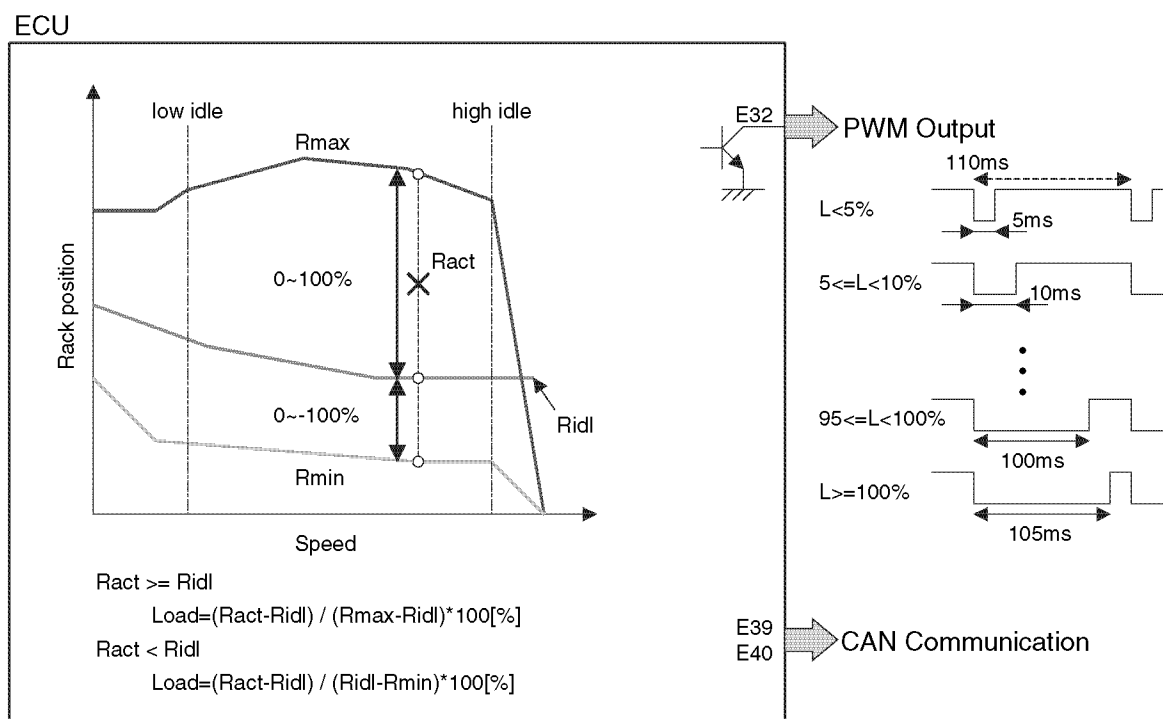 ECU
low idle
high idle
Rmax
Ract
0~100%
Rack position
0~-100%
Ridl
Rmin
Speed
Ract >= Ridl
Load=(Ract-Ridl) / (Rmax-Ridl)*100[%]
Ract < Ridl
Load=(Ract-Ridl) / (Ridl-Rmin)*100[%]
E32
PWM Output
110ms
L<5%
5ms
5<=L<10%
10ms
95<=L<100%
100ms
L>=100%
105ms
E39
E40
CAN Communication